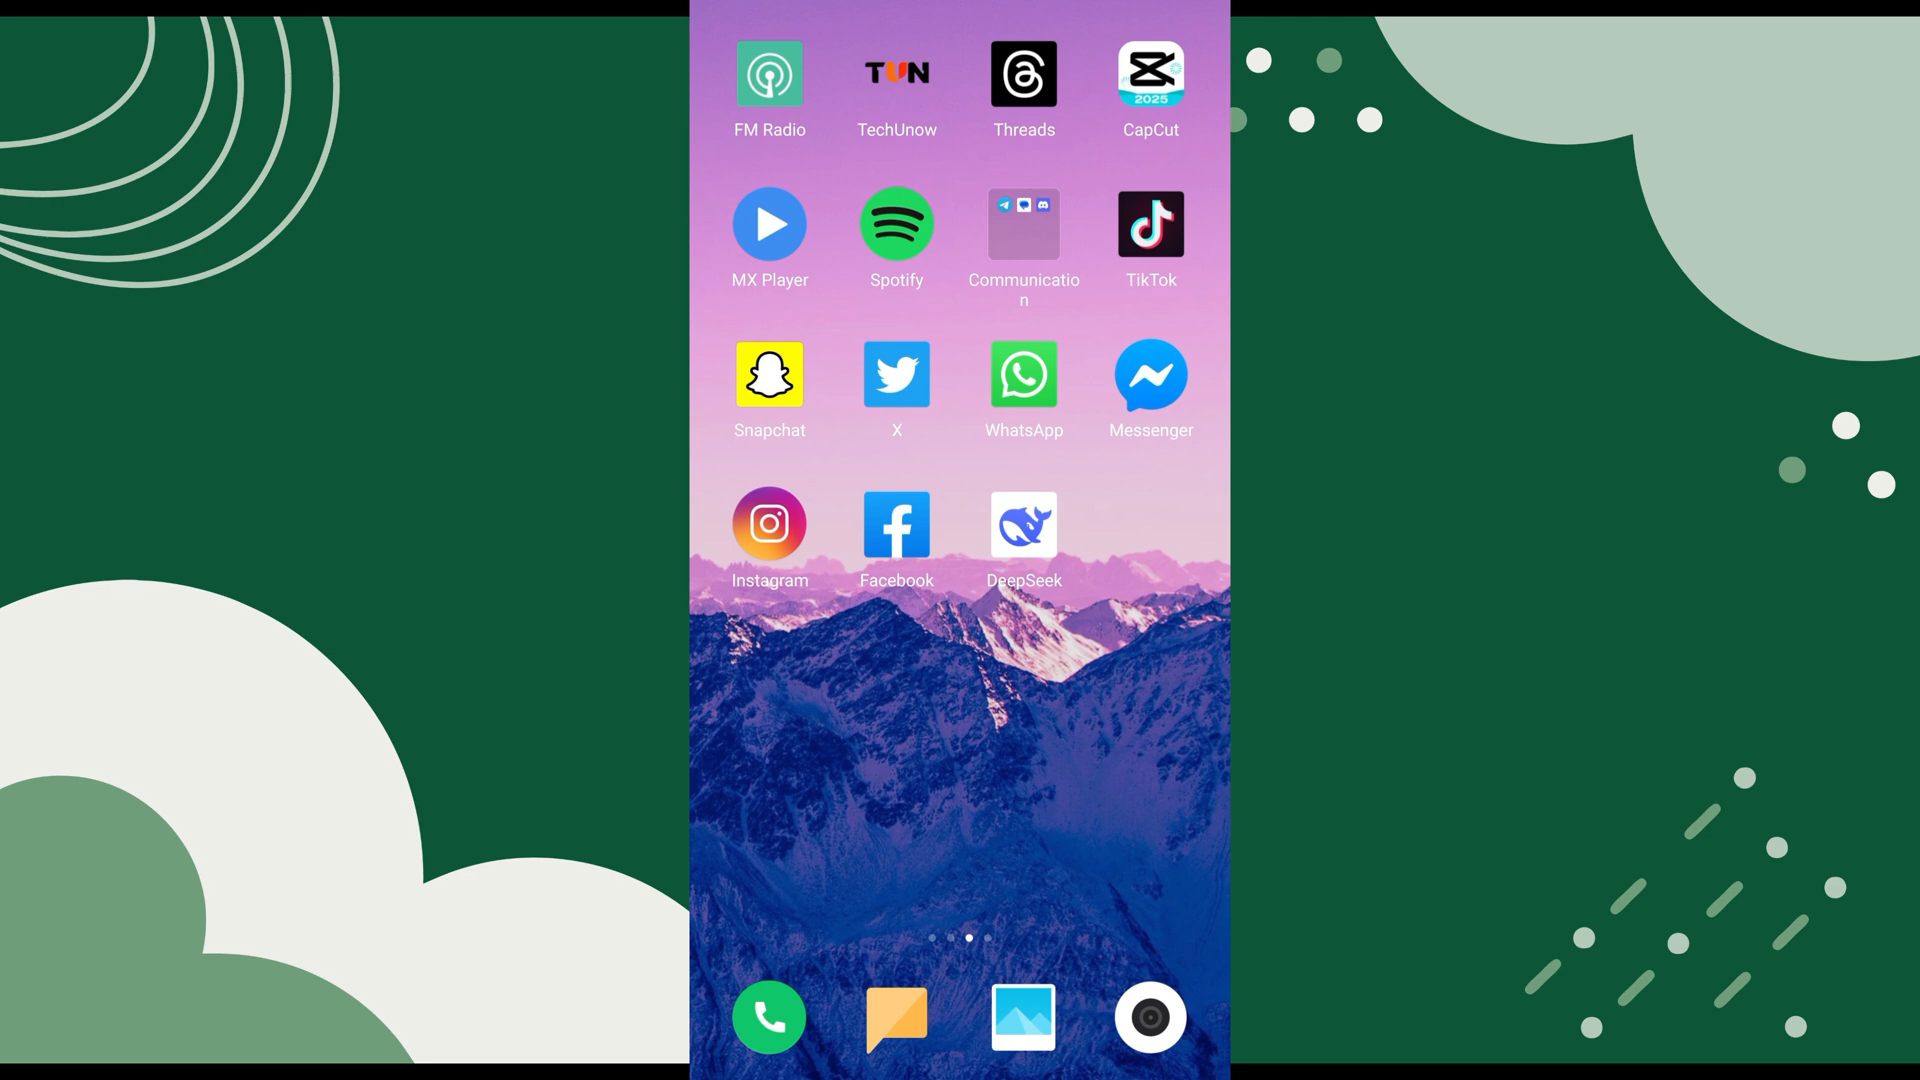 TUN
2025
FM Radio
TechUnow
Threads
CapCut
MX Player
Spotify
Communicatio
n
TikTok
Snapchat
X
WhatsApp
Messenger
Instagram
Facebook
DeepSeek